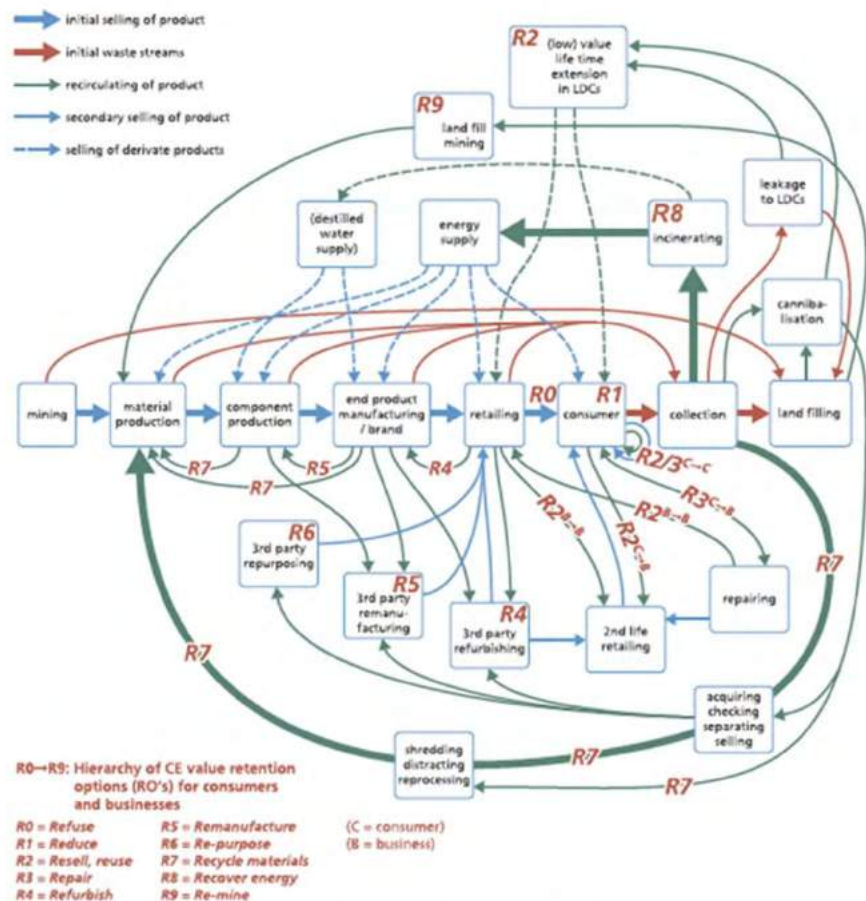 initial selling of product
initial waste streams
recirculating of product
secondary selling of product
selling of derivate products
R2
(low) value
life time
extension
in LDCs
R9
land fill
mining
leakage
to LDCs
(destilled
water
supply)
energy
supply
R8
incinerating
canniba-
lisation
mining
material
production
component
production
end product
manufacturing
/ brand
retailing
R0
R1
consumer
collection
land filling
R7
R5
R7
R4
R2/3C→C
R3C→B
R2B→B
R2B→B
R2C→B
R6
3rd party
repurposing
R5
3rd party
remanu-
facturing
R4
3rd party
refurbishing
2nd life
retailing
repairing
R7
R7
acquiring
checking
separating
selling
shredding
distracting
reprocessing
R7
R7
R0→R9: Hierarchy of CE value retention
options (RO's) for consumers
and businesses
R0 = Refuse
R1 = Reduce
R2 = Resell, reuse
R3 = Repair
R4 = Refurbish
R5 = Remanufacture
R6 = Re-purpose
R7 = Recycle materials
R8 = Recover energy
R9 = Re-mine
(C = consumer)
(B = business)